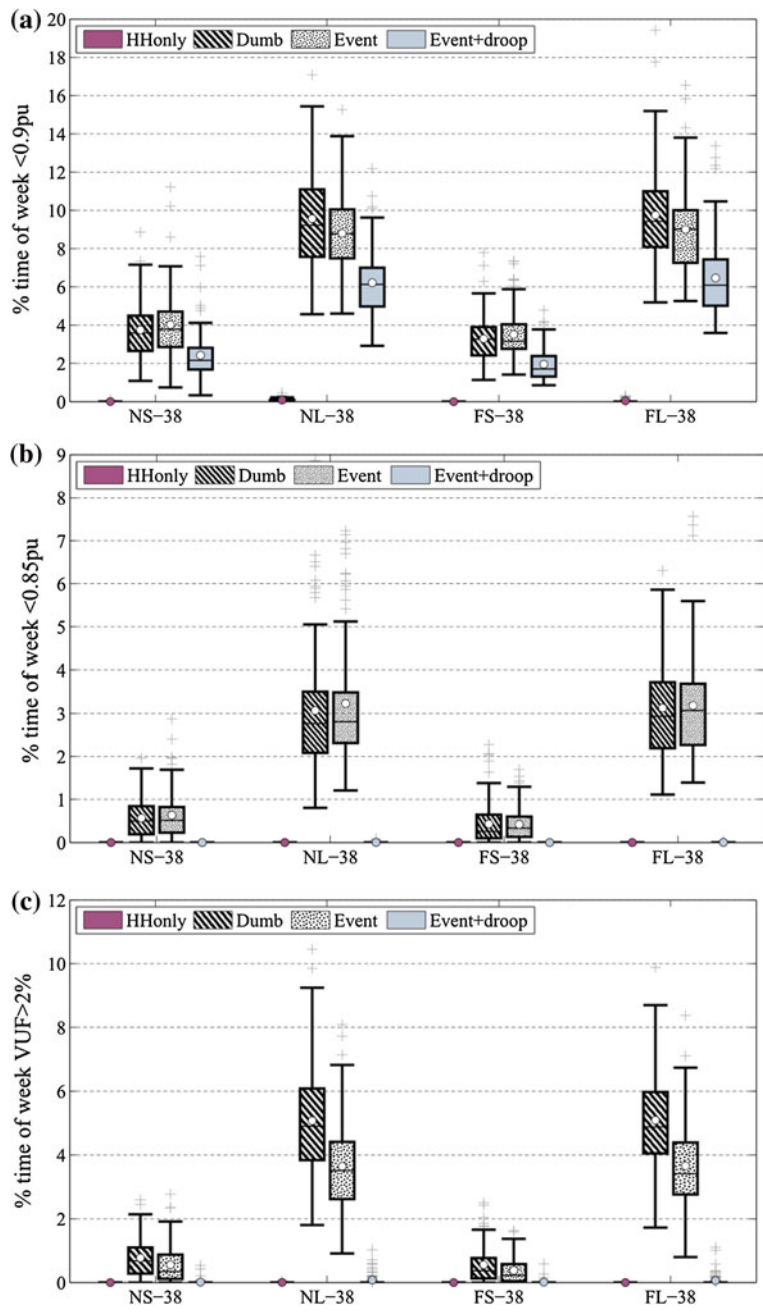 (a)
20
18
16
14
12
10
8
6
4
2
0
% time of week <0.9pu
HHonly Dumb Event Event+droop
NS−38 NL−38 FS−38 FL−38
(b)
9
8
7
6
5
4
3
2
1
0
% time of week <0.85pu
HHonly Dumb Event Event+droop
NS−38 NL−38 FS−38 FL−38
(c)
12
10
8
6
4
2
0
% time of week VUF>2%
HHonly Dumb Event Event+droop
NS−38 NL−38 FS−38 FL−38